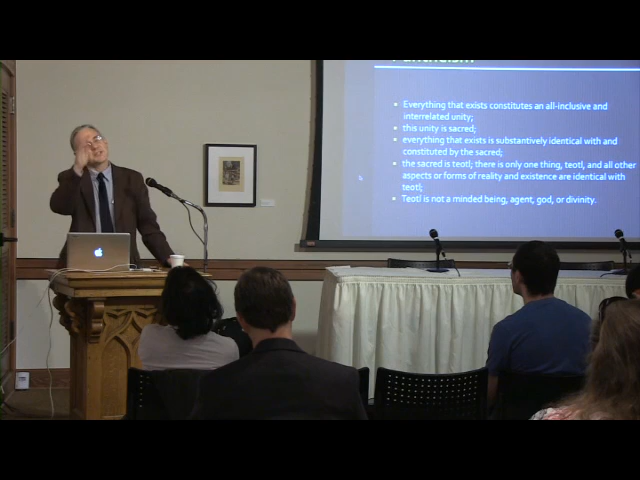 • Everything that exists constitutes an all-inclusive and
interrelated unity;
• this unity is sacred;
• everything that exists is substantively identical with and
constituted by the sacred;
• the sacred is teotl; there is only one thing, teotl, and all other
aspects or forms of reality and existence are identical with
teotl;
• Teotl is not a minded being, agent, god, or divinity.